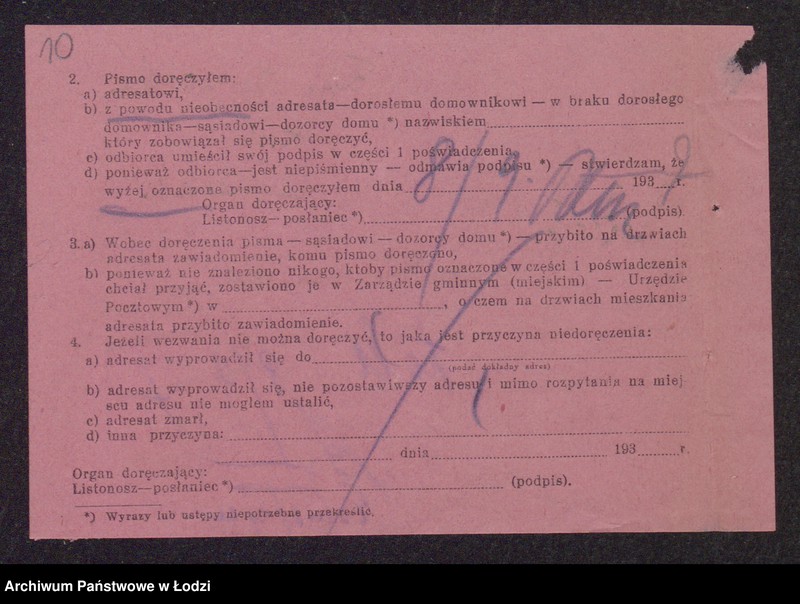 10
2. Pismo doręczyłem:
a) adresatowi,
b) z powodu nieobecności adresata—dorosłemu domownikowi — w braku dorosłego
domownika—sąsiadowi—dozorcy domu *) nazwiskiem
który zobowiązał się pismo doręczyć,
c) odbiorca umieścił swój podpis w części 1 poświadczenia,
d) ponieważ odbiorca—jest niepiśmienny — odmawia podpisu *) — stwierdzam, że
wyżej oznaczone pismo doręczyłem dnia 8/9. 193 7 r.
Organ doręczający:
Listonosz—posłaniec *) (podpis)
3. a) Wobec doręczenia pisma — sąsiadowi — dozorcy domu *) — przybito na drzwiach
adresata zawiadomienie, komu pismo doręczono,
b) ponieważ nie znaleziono nikogo, ktoby pismo oznaczone w części 1 poświadczenia
chciał przyjąć, zostawiono je w Zarządzie gminnym (miejskim) — Urzędzie
Pocztowym *) w , o czem na drzwiach mieszkania
adresata przybito zawiadomienie.
4. Jeżeli wezwania nie można doręczyć, to jaka jest przyczyna niedoręczenia:
a) adresat wyprowadził się do
(podać dokładny adres)
b) adresat wyprowadził się, nie pozostawiwszy adresu i mimo rozpytania na miej
scu adresu nie mogłem ustalić,
c) adresat zmarł,
d) inna przyczyna:
dnia 193 r.
Organ doręczający:
Listonosz—posłaniec *) (podpis).
*) Wyrazy lub ustępy niepotrzebne przekreślić.
Archiwum Państwowe w Łodzi